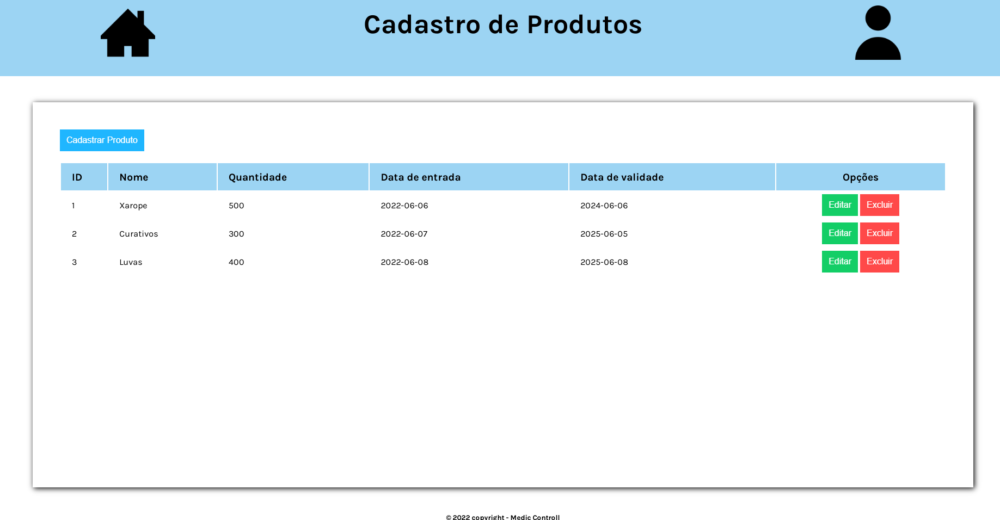 Cadastro de Produtos
Cadastrar Produto
ID Nome Quantidade Data de entrada Data de validade Opções
1 Xarope 500 2022-06-06 2024-06-06 Editar Excluir
2 Curativos 300 2022-06-07 2025-06-05 Editar Excluir
3 Luvas 400 2022-06-08 2025-06-08 Editar Excluir
© 2022 copyright - Medic Controll